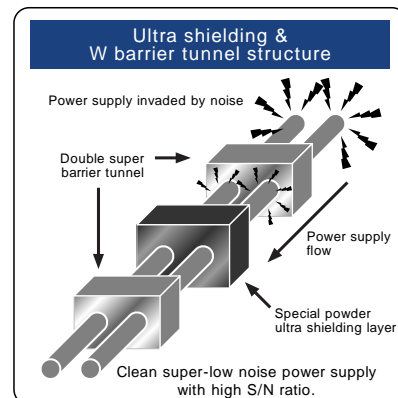 Ultra shielding &
W barrier tunnel structure
Power supply invaded by noise
Double super
barrier tunnel
Power supply
flow
Special powder
ultra shielding layer
Clean super-low noise power supply
with high S/N ratio.